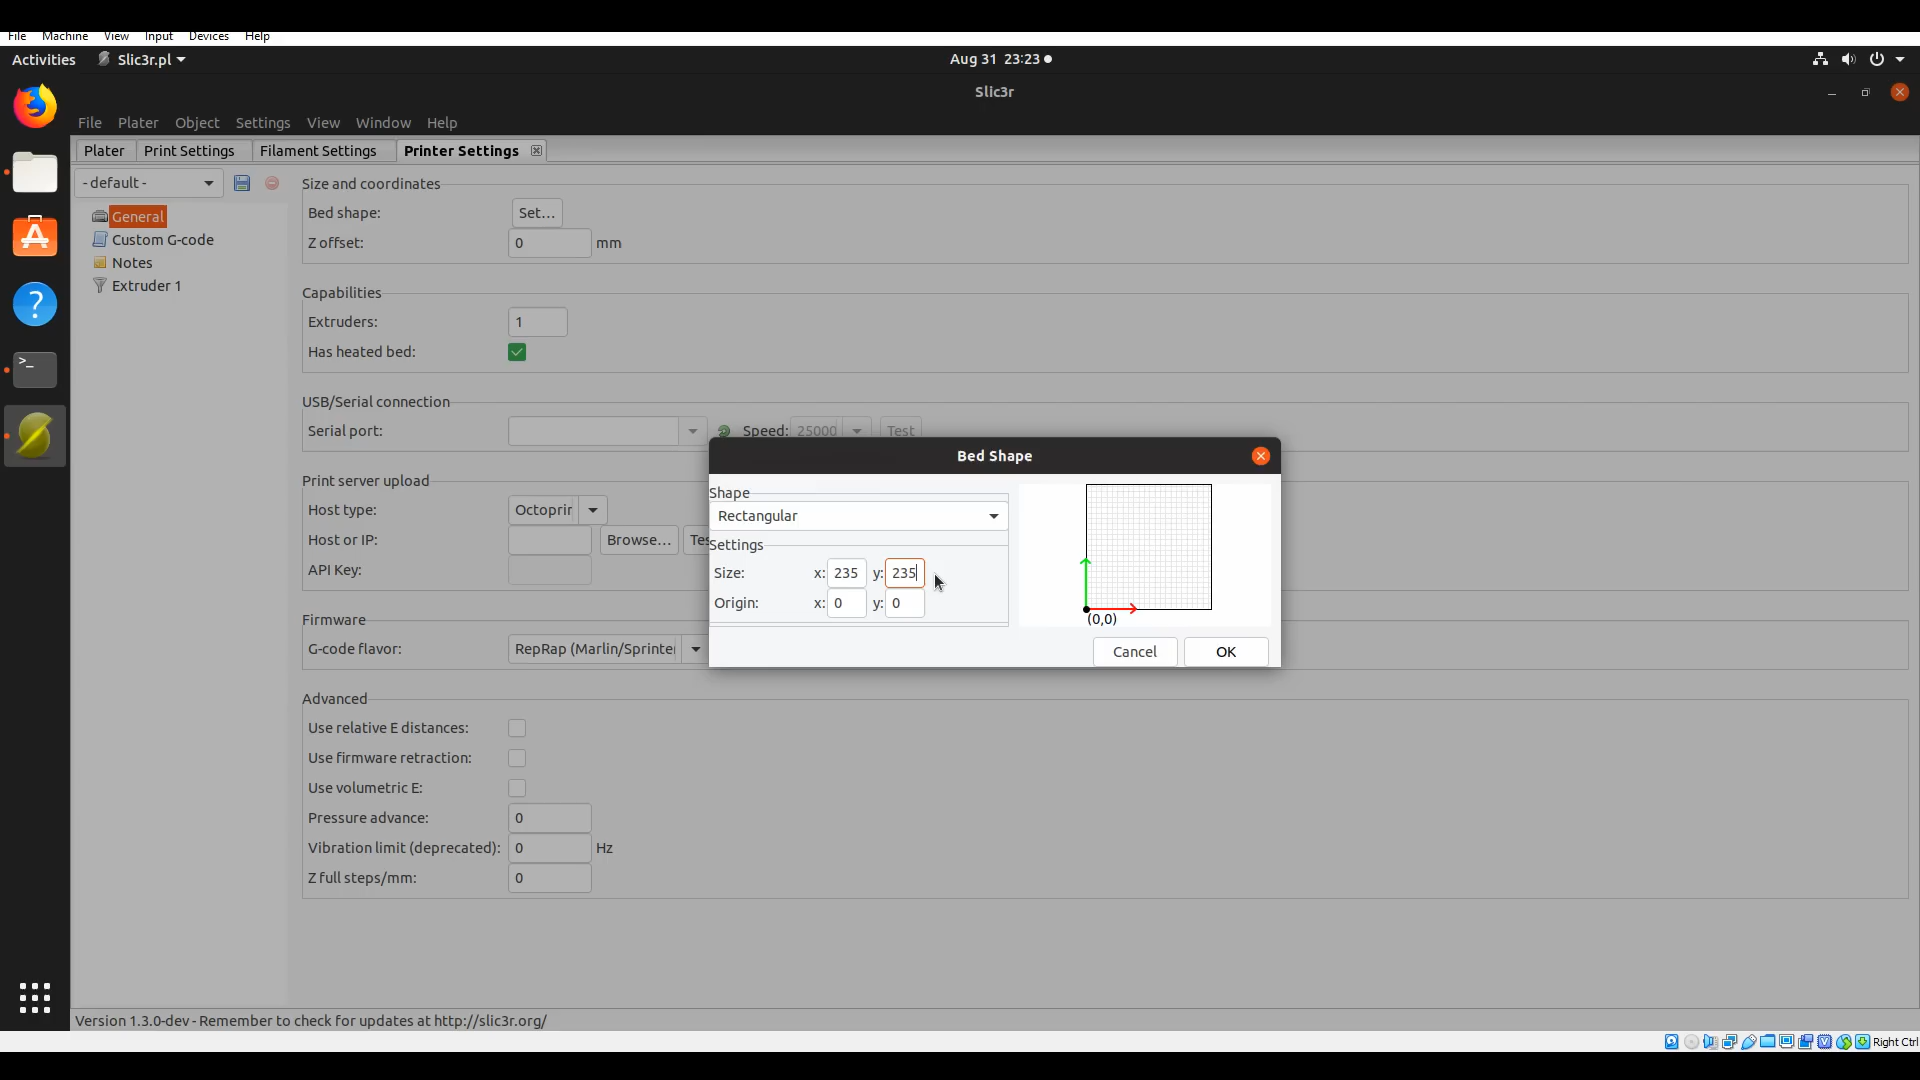 File Machine View Input Devices Help
Activities Slic3r.pl Aug 31 23:23
Slic3r
File Plater Object Settings View Window Help
Plater Print Settings Filament Settings Printer Settings
- default -
General
Custom G-code
Notes
Extruder 1
Size and coordinates
Bed shape: Set...
Z offset: 0 mm
Capabilities
Extruders: 1
Has heated bed:
USB/Serial connection
Serial port: Speed: 25000 Test
Print server upload
Host type: Octoprin
Host or IP: Browse... Tes
API Key:
Firmware
G-code flavor: RepRap (Marlin/Sprinter
Advanced
Use relative E distances:
Use firmware retraction:
Use volumetric E:
Pressure advance: 0
Vibration limit (deprecated): 0 Hz
Z full steps/mm: 0
Bed Shape
Shape
Rectangular
Settings
Size: x: 235 y: 235
Origin: x: 0 y: 0
(0,0)
Cancel OK
Version 1.3.0-dev - Remember to check for updates at http://slic3r.org/
Right Ctrl